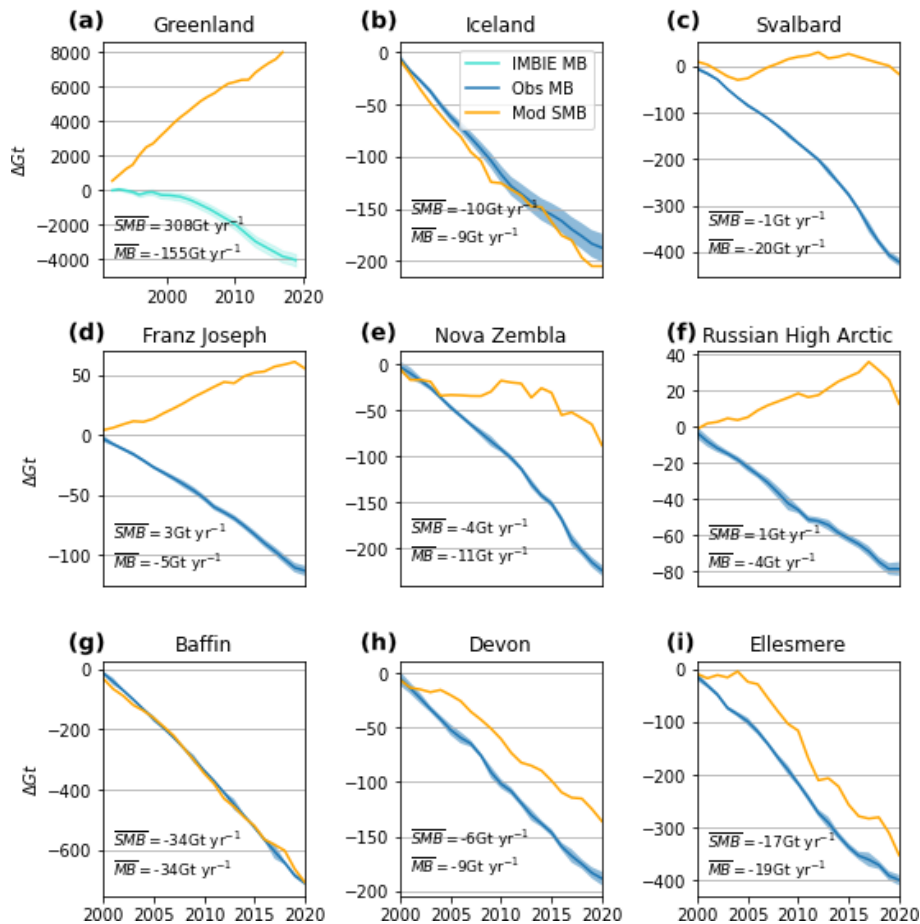 (a) Greenland (b) Iceland (c) Svalbard
8000
6000
4000
2000
0
−2000
−4000
ΔGt
2000 2010 2020
SMB = 308Gt yr−1
MB = -155Gt yr−1
0
−50
−100
−150
−200
IMBIE MB
Obs MB
Mod SMB
SMB = -10Gt yr−1
MB = -9Gt yr−1
0
−100
−200
−300
−400
SMB = -1Gt yr−1
MB = -20Gt yr−1
(d) Franz Joseph (e) Nova Zembla (f) Russian High Arctic
50
0
−50
−100
ΔGt
SMB = 3Gt yr−1
MB = -5Gt yr−1
0
−50
−100
−150
−200
SMB = -4Gt yr−1
MB = -11Gt yr−1
40
20
0
−20
−40
−60
−80
SMB = 1Gt yr−1
MB = -4Gt yr−1
(g) Baffin (h) Devon (i) Ellesmere
0
−200
−400
−600
ΔGt
SMB = -34Gt yr−1
MB = -34Gt yr−1
2000 2005 2010 2015 2020
0
−50
−100
−150
−200
SMB = -6Gt yr−1
MB = -9Gt yr−1
2000 2005 2010 2015 2020
0
−100
−200
−300
−400
SMB = -17Gt yr−1
MB = -19Gt yr−1
2000 2005 2010 2015 2020